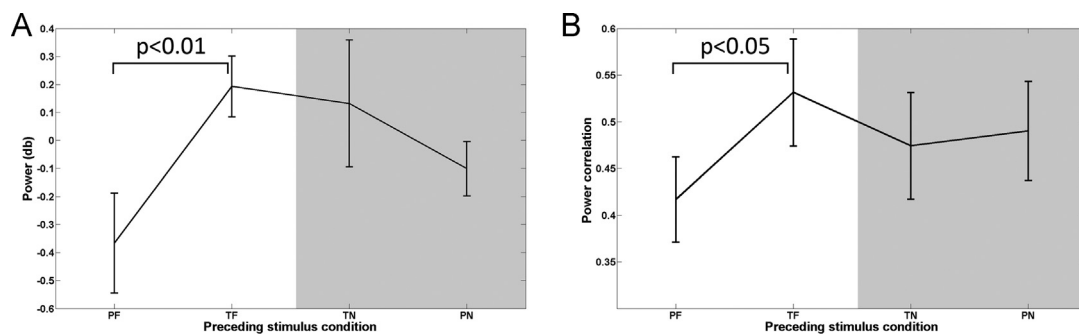 A
p<0.01
0.4
0.3
0.2
0.1
0
-0.1
-0.2
-0.3
-0.4
-0.5
-0.6
Power (db)
PF TF TN PN
Preceding stimulus condition
B
p<0.05
0.6
0.55
0.5
0.45
0.4
0.35
Power correlation
PF TF TN PN
Preceding stimulus condition